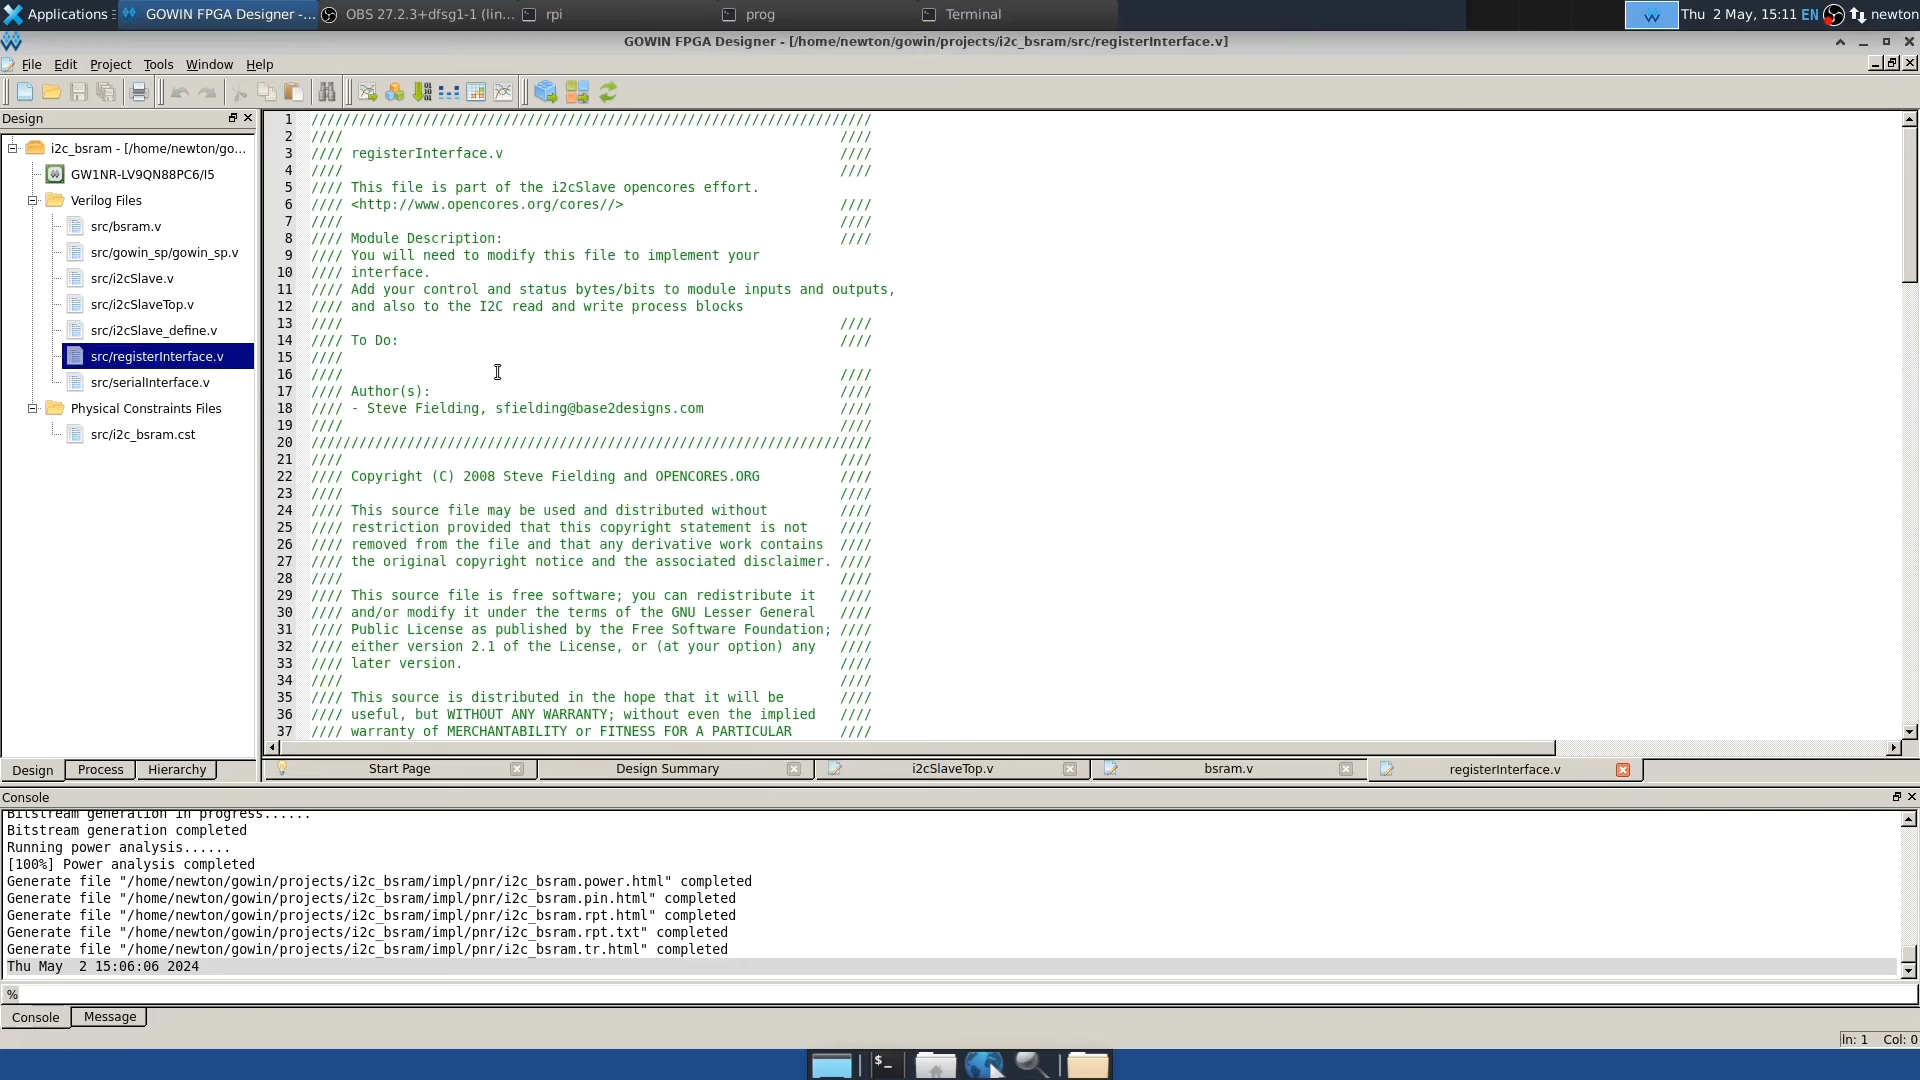 Applications
GOWIN FPGA Designer -...
OBS 27.2.3+dfsg1-1 (lin...
rpi
prog
Terminal
Thu 2 May, 15:11 EN
newton
GOWIN FPGA Designer - [/home/newton/gowin/projects/i2c_bsram/src/registerInterface.v]
File Edit Project Tools Window Help
Design
i2c_bsram - [/home/newton/go...
GW1NR-LV9QN88PC6/I5
Verilog Files
src/bsram.v
src/gowin_sp/gowin_sp.v
src/i2cSlave.v
src/i2cSlaveTop.v
src/i2cSlave_define.v
src/registerInterface.v
src/serialInterface.v
Physical Constraints Files
src/i2c_bsram.cst
Design Process Hierarchy
1 //////////////////////////////////////////////////////////////////////
2 //// ////
3 //// registerInterface.v ////
4 //// ////
5 //// This file is part of the i2cSlave opencores effort.
6 //// <http://www.opencores.org/cores//> ////
7 //// ////
8 //// Module Description: ////
9 //// You will need to modify this file to implement your
10 //// interface.
11 //// Add your control and status bytes/bits to module inputs and outputs,
12 //// and also to the I2C read and write process blocks
13 //// ////
14 //// To Do: ////
15 ////
16 //// ////
17 //// Author(s): ////
18 //// - Steve Fielding, sfielding@base2designs.com ////
19 //// ////
20 //////////////////////////////////////////////////////////////////////
21 //// ////
22 //// Copyright (C) 2008 Steve Fielding and OPENCORES.ORG ////
23 //// ////
24 //// This source file may be used and distributed without ////
25 //// restriction provided that this copyright statement is not ////
26 //// removed from the file and that any derivative work contains ////
27 //// the original copyright notice and the associated disclaimer. ////
28 //// ////
29 //// This source file is free software; you can redistribute it ////
30 //// and/or modify it under the terms of the GNU Lesser General ////
31 //// Public License as published by the Free Software Foundation; ////
32 //// either version 2.1 of the License, or (at your option) any ////
33 //// later version. ////
34 //// ////
35 //// This source is distributed in the hope that it will be ////
36 //// useful, but WITHOUT ANY WARRANTY; without even the implied ////
37 //// warranty of MERCHANTABILITY or FITNESS FOR A PARTICULAR ////
Start Page
Design Summary
i2cSlaveTop.v
bsram.v
registerInterface.v
Console
Bitstream generation in progress......
Bitstream generation completed
Running power analysis......
[100%] Power analysis completed
Generate file "/home/newton/gowin/projects/i2c_bsram/impl/pnr/i2c_bsram.power.html" completed
Generate file "/home/newton/gowin/projects/i2c_bsram/impl/pnr/i2c_bsram.pin.html" completed
Generate file "/home/newton/gowin/projects/i2c_bsram/impl/pnr/i2c_bsram.rpt.html" completed
Generate file "/home/newton/gowin/projects/i2c_bsram/impl/pnr/i2c_bsram.rpt.txt" completed
Generate file "/home/newton/gowin/projects/i2c_bsram/impl/pnr/i2c_bsram.tr.html" completed
Thu May  2 15:06:06 2024
%
Console Message
ln: 1 Col: 0